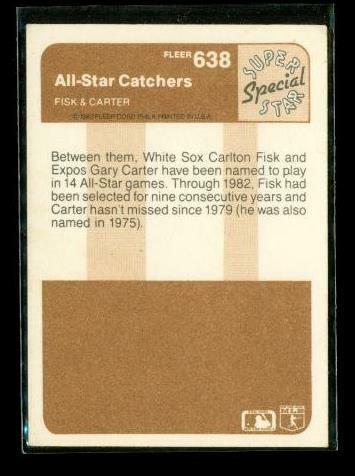 FLEER 638
SUPER
Special
STAR
All-Star Catchers
FISK & CARTER
© 1983 FLEER CORP. PHILA. PRINTED IN U.S.A.
Between them, White Sox Carlton Fisk and
Expos Gary Carter have been named to play
in 14 All-Star games. Through 1982, Fisk had
been selected for nine consecutive years and
Carter hasn't missed since 1979 (he was also
named in 1975).